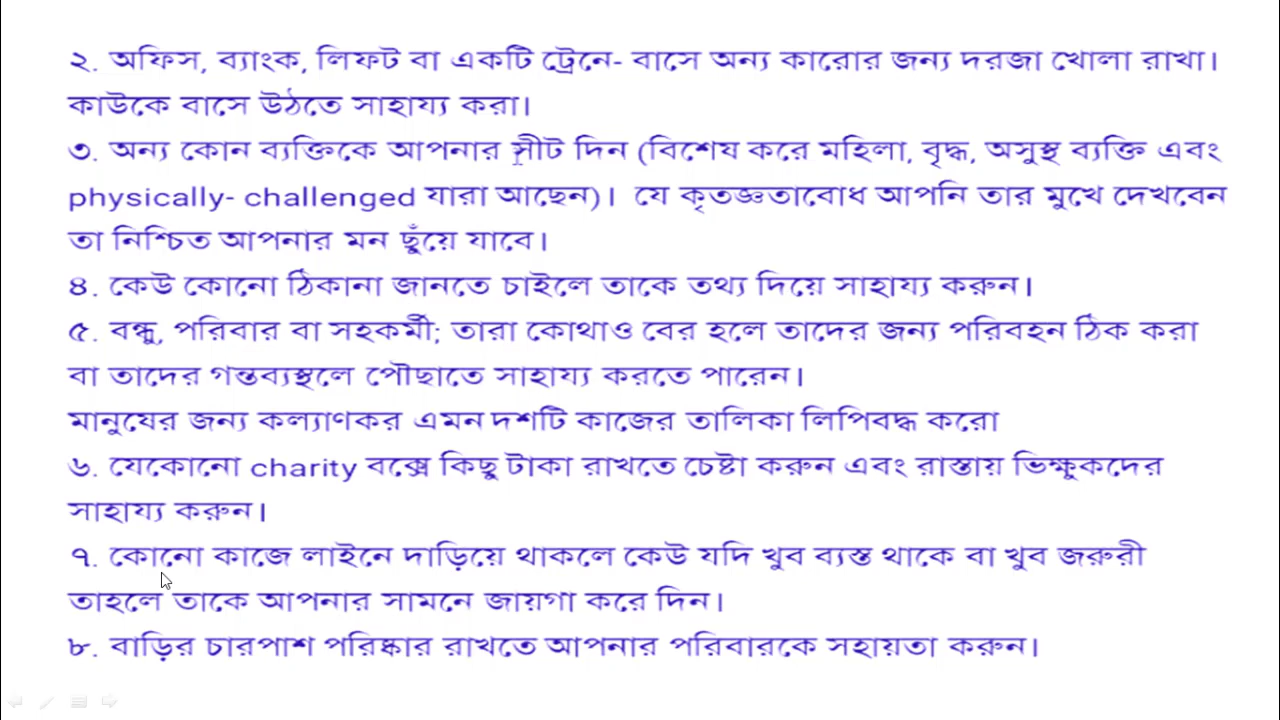 ২. অফিস, ব্যাংক, লিফট বা একটি ট্রেনে- বাসে অন্য কারোর জন্য দরজা খোলা রাখা।
কাউকে বাসে উঠতে সাহায্য করা।
৩. অন্য কোন ব্যক্তিকে আপনার সীট দিন (বিশেষ করে মহিলা, বৃদ্ধ, অসুস্থ ব্যক্তি এবং
physically- challenged যারা আছেন)। যে কৃতজ্ঞতাবোধ আপনি তার মুখে দেখবেন
তা নিশ্চিত আপনার মন ছুঁয়ে যাবে।
৪. কেউ কোনো ঠিকানা জানতে চাইলে তাকে তথ্য দিয়ে সাহায্য করুন।
৫. বন্ধু, পরিবার বা সহকর্মী; তারা কোথাও বের হলে তাদের জন্য পরিবহন ঠিক করা
বা তাদের গন্তব্যস্থলে পৌছাতে সাহায্য করতে পারেন।
মানুষের জন্য কল্যাণকর এমন দশটি কাজের তালিকা লিপিবদ্ধ করো
৬. যেকোনো charity বক্সে কিছু টাকা রাখতে চেষ্টা করুন এবং রাস্তায় ভিক্ষুকদের
সাহায্য করুন।
৭. কোনো কাজে লাইনে দাড়িয়ে থাকলে কেউ যদি খুব ব্যস্ত থাকে বা খুব জরুরী
তাহলে তাকে আপনার সামনে জায়গা করে দিন।
৮. বাড়ির চারপাশ পরিষ্কার রাখতে আপনার পরিবারকে সহায়তা করুন।